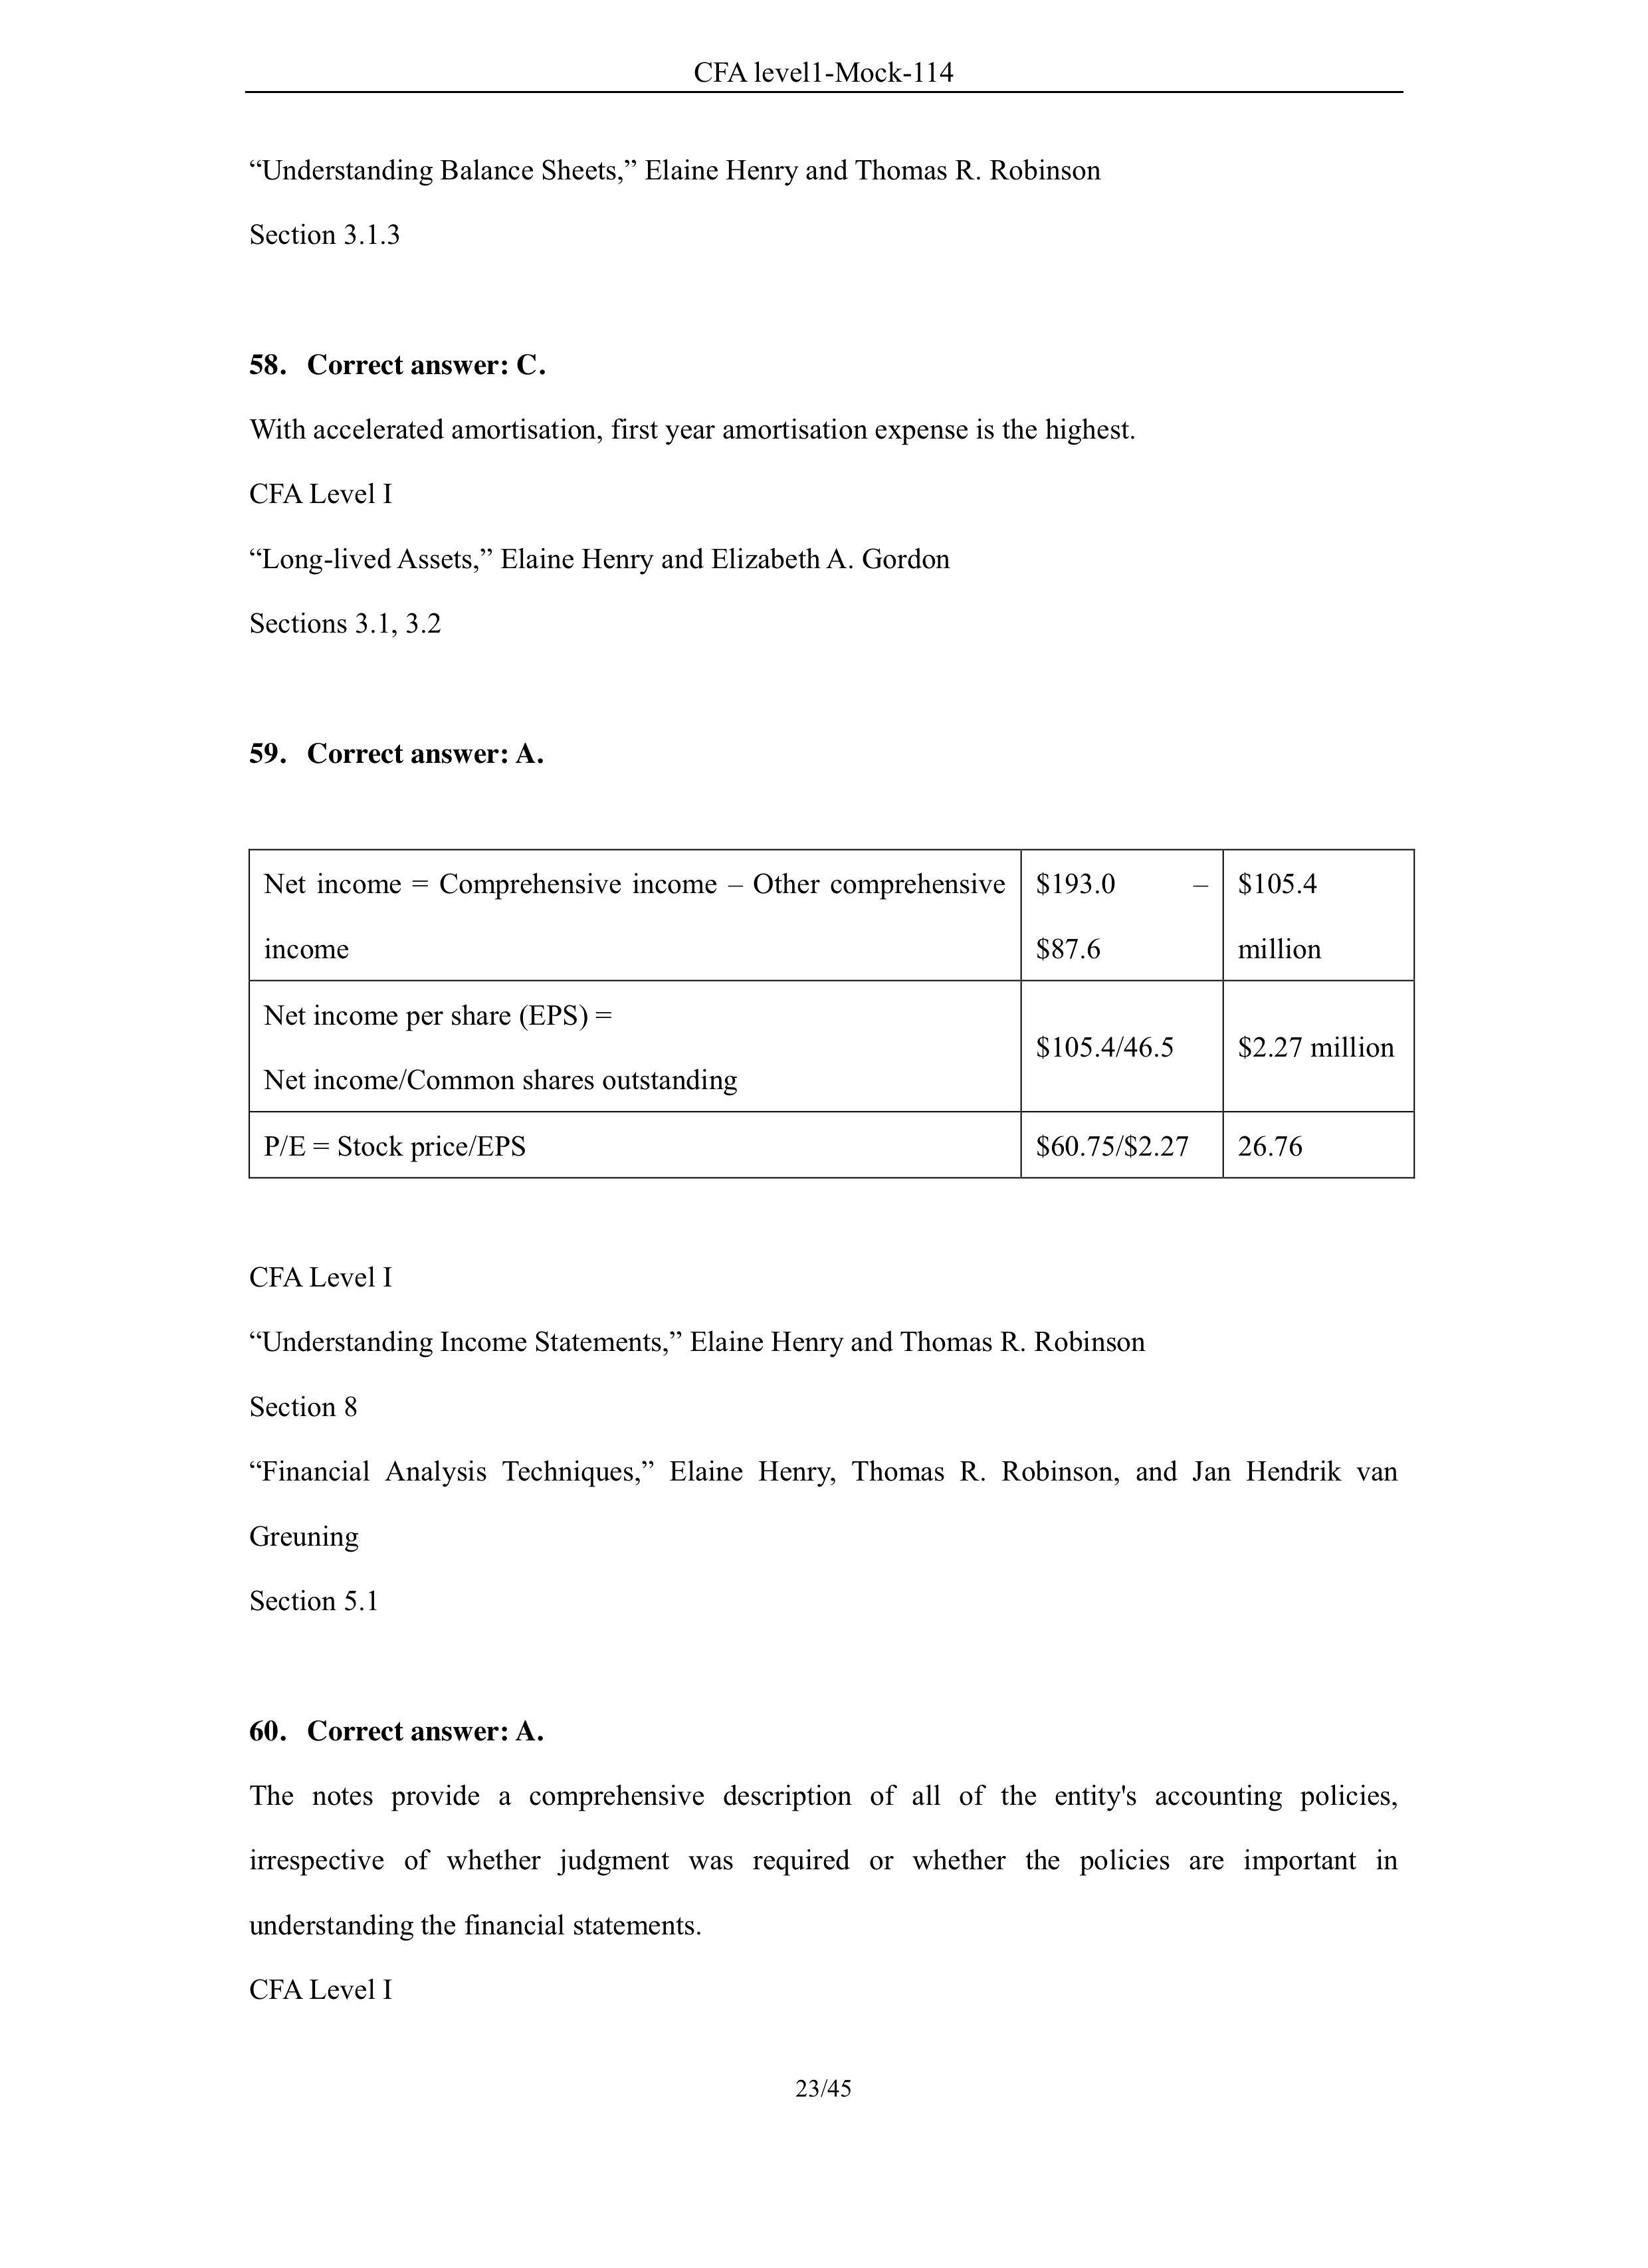 CFA level1-Mock-114
“Understanding Balance Sheets,” Elaine Henry and Thomas R. Robinson
Section 3.1.3
58. Correct answer: C.
With accelerated amortisation, first year amortisation expense is the highest.
CFA Level I
“Long-lived Assets,” Elaine Henry and Elizabeth A. Gordon
Sections 3.1, 3.2
59. Correct answer: A.
Net income = Comprehensive income – Other comprehensive
income
$193.0 –
$87.6
$105.4
million
Net income per share (EPS) =
Net income/Common shares outstanding
$105.4/46.5
$2.27 million
P/E = Stock price/EPS
$60.75/$2.27
26.76
CFA Level I
“Understanding Income Statements,” Elaine Henry and Thomas R. Robinson
Section 8
“Financial Analysis Techniques,” Elaine Henry, Thomas R. Robinson, and Jan Hendrik van
Greuning
Section 5.1
60. Correct answer: A.
The notes provide a comprehensive description of all of the entity's accounting policies,
irrespective of whether judgment was required or whether the policies are important in
understanding the financial statements.
CFA Level I
23/45